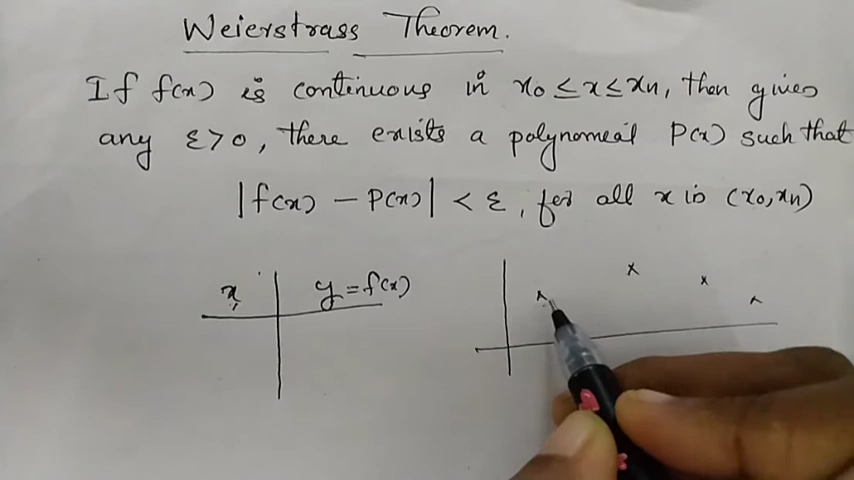 Weierstrass Theorem.
If f(x) is continuous in x₀ ≤ x ≤ xₙ, then given
any ε > 0, there exists a polynomial P(x) such that
|f(x) - P(x)| < ε, for all x in (x₀, xₙ)
x y = f(x)